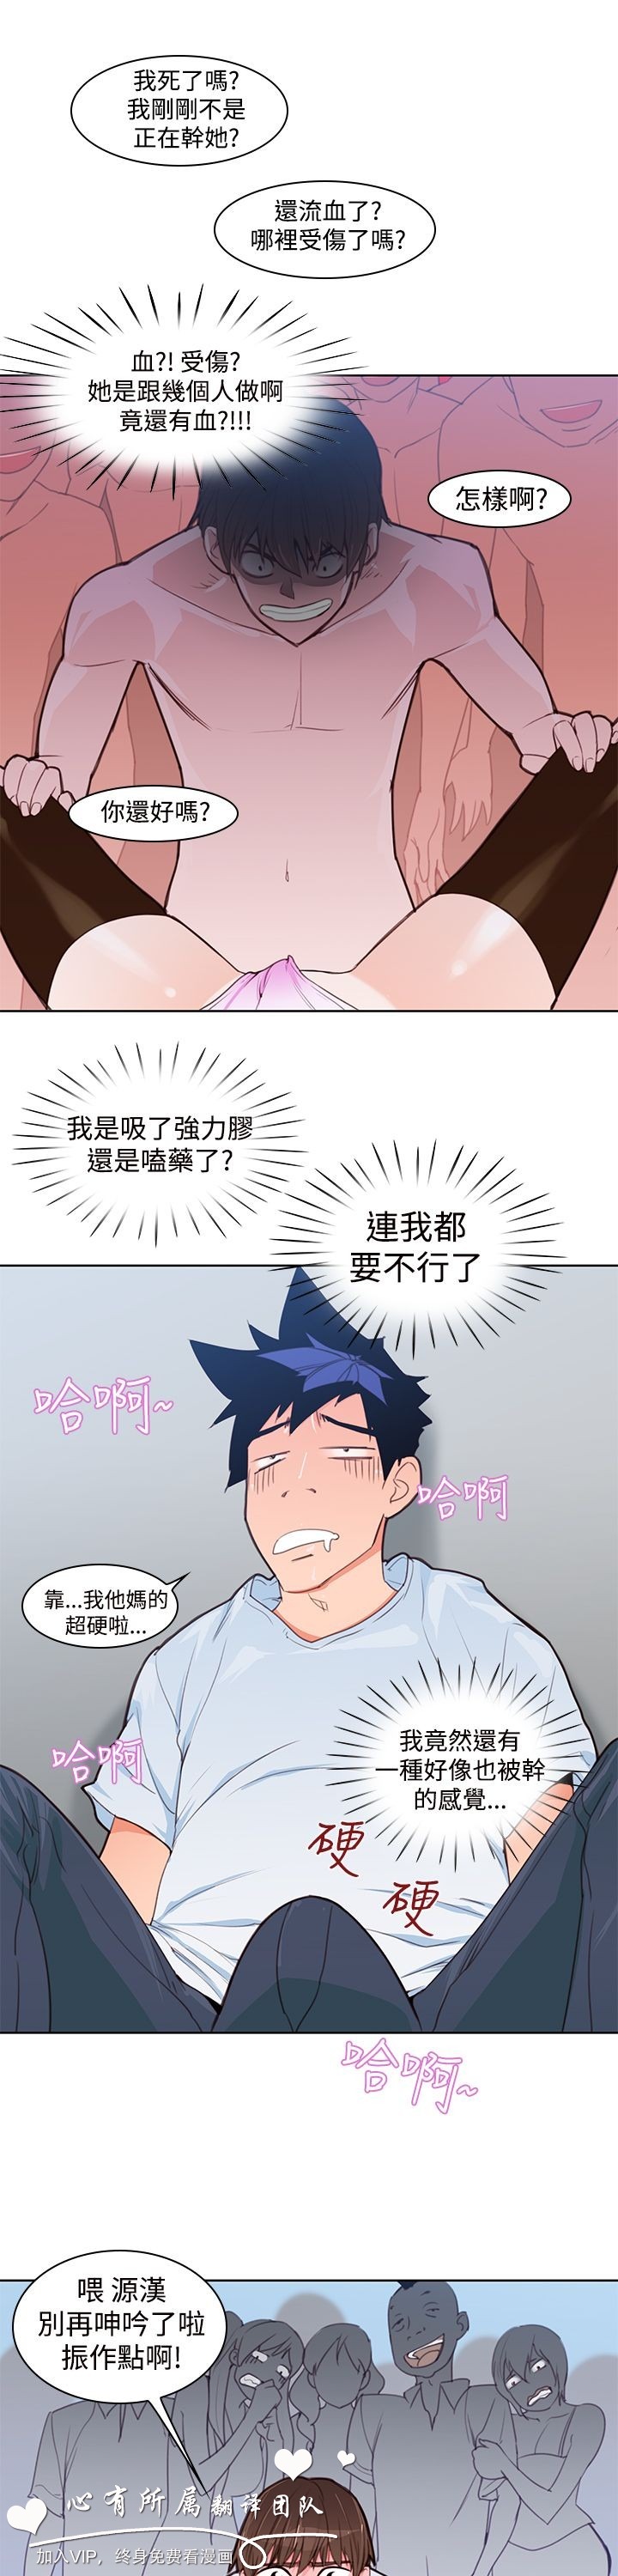 我死了嗎?
我剛剛不是
正在幹她?
還流血了?
哪裡受傷了嗎?
血?! 受傷?
她是跟幾個人做啊
竟還有血?!!!
怎樣啊?
你還好嗎?
我是吸了強力膠
還是嗑藥了?
連我都
要不行了
哈啊~
哈啊
靠...我他媽的
超硬啦...
哈啊
我竟然還有
一種好像也被幹
的感覺...
硬
硬
哈啊~
喂 源漢
別再呻吟了啦
振作點啊!
心有所属翻译团队
加入VIP，终身免费看漫画